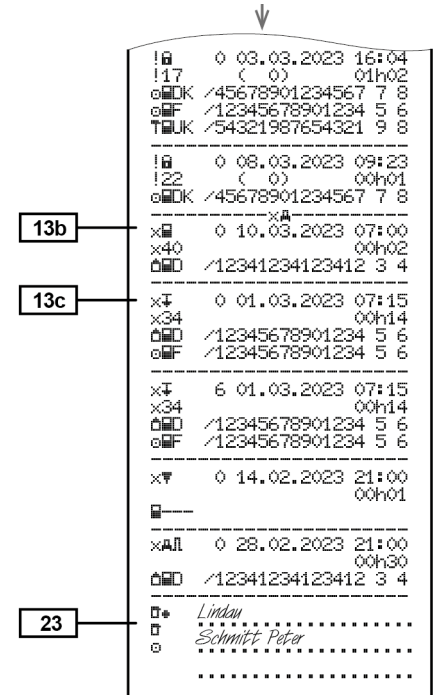 !🔒 0 03.03.2023 16:04
!17 ( 0) 01h02
DK /45678901234567 7 8
F /12345678901234 5 6
UK /54321987654321 9 8
!🔒 0 08.03.2023 09:23
!22 ( 0) 00h01
DK /45678901234567 7 8
x
13b
x 0 10.03.2023 07:00
x40 00h02
D /12341234123412 3 4
13c
x 0 01.03.2023 07:15
x34 00h14
D /12345678901234 5 6
F /12345678901234 5 6
x 6 01.03.2023 07:15
x34 00h14
D /12345678901234 5 6
F /12345678901234 5 6
x 0 14.02.2023 21:00
00h01
---
x 0 28.02.2023 21:00
00h30
D /12341234123412 3 4
Lindau
23
Schmitt Peter